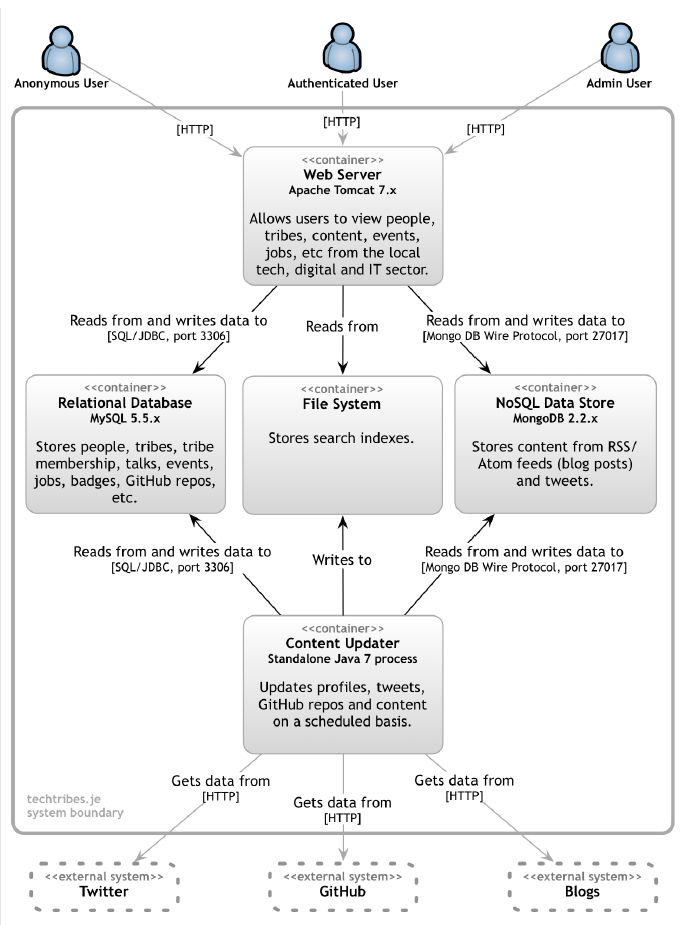 Anonymous User
Authenticated User
Admin User
[HTTP]
[HTTP]
[HTTP]
<<container>>
Web Server
Apache Tomcat 7.x
Allows users to view people,
tribes, content, events,
jobs, etc from the local
tech, digital and IT sector.
Reads from and writes data to
[SQL/JDBC, port 3306]
Reads from
Reads from and writes data to
[Mongo DB Wire Protocol, port 27017]
<<container>>
Relational Database
MySQL 5.5.x
Stores people, tribes, tribe
membership, talks, events,
jobs, badges, GitHub repos,
etc.
<<container>>
File System
Stores search indexes.
<<container>>
NoSQL Data Store
MongoDB 2.2.x
Stores content from RSS/
Atom feeds (blog posts)
and tweets.
Reads from and writes data to
[SQL/JDBC, port 3306]
Writes to
Reads from and writes data to
[Mongo DB Wire Protocol, port 27017]
<<container>>
Content Updater
Standalone Java 7 process
Updates profiles, tweets,
GitHub repos and content
on a scheduled basis.
Gets data from
[HTTP]
Gets data from
[HTTP]
Gets data from
[HTTP]
techtribes.je
system boundary
<<external system>>
Twitter
<<external system>>
GitHub
<<external system>>
Blogs